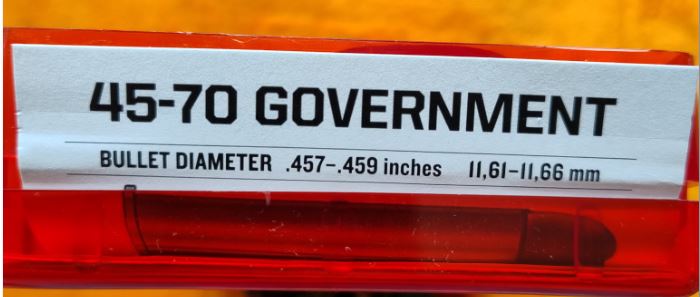 45-70 GOVERNMENT
BULLET DIAMETER .457–.459 inches 11,61–11,66 mm